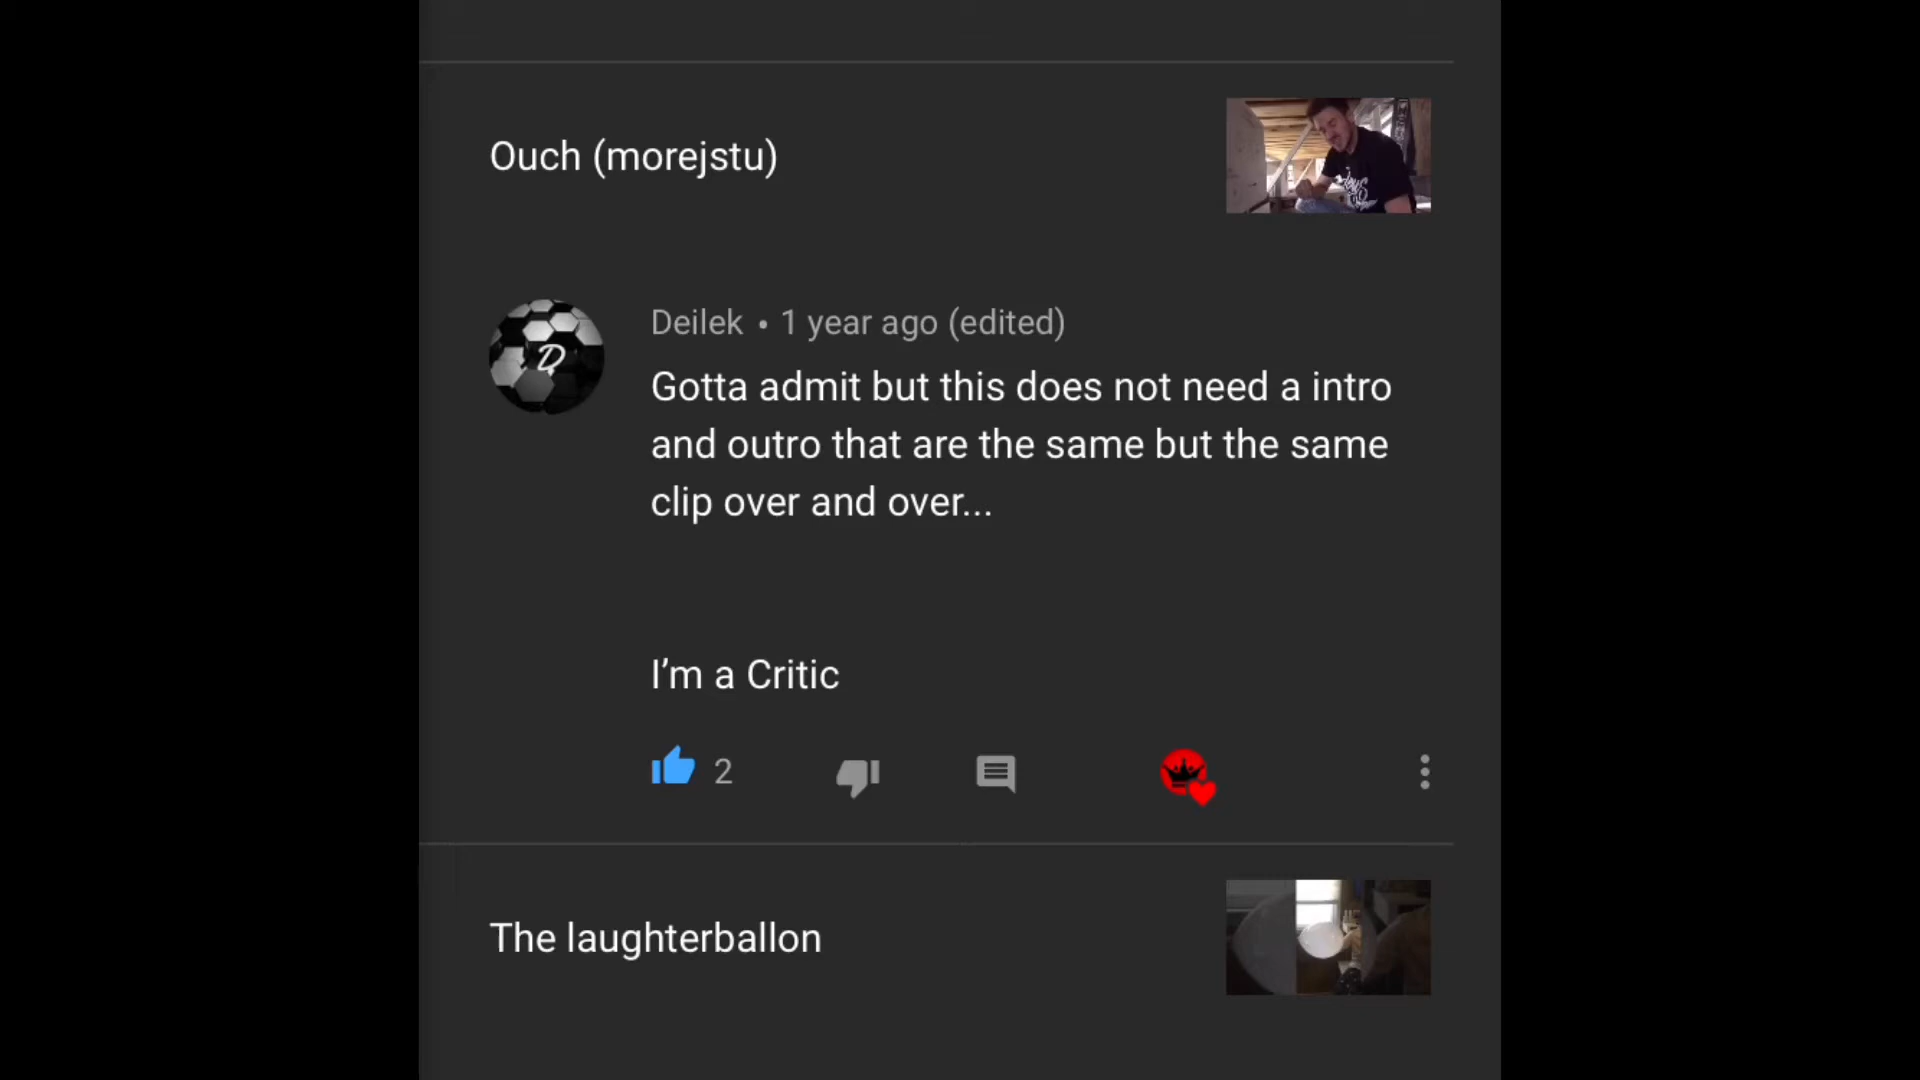 Ouch (morejstu)
Deilek • 1 year ago (edited)
Gotta admit but this does not need a intro
and outro that are the same but the same
clip over and over...
I’m a Critic
2
The laughterballon